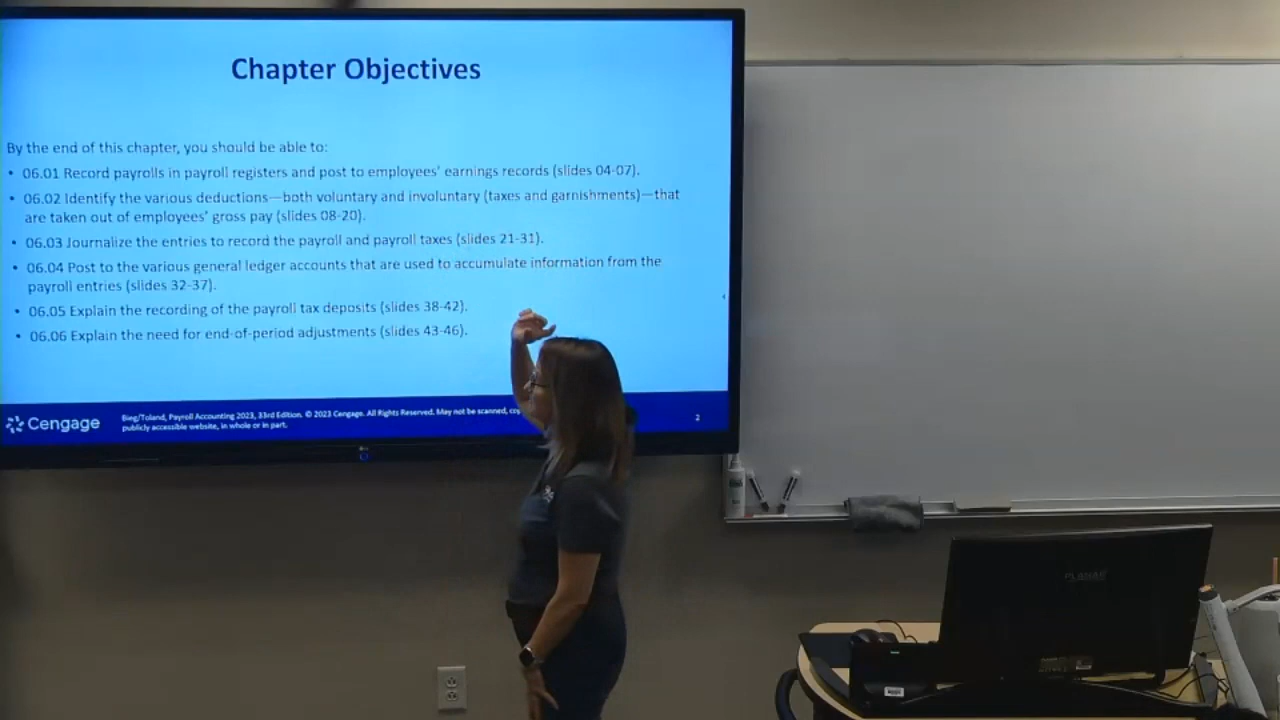 Chapter Objectives
By the end of this chapter, you should be able to:
• 06.01 Record payrolls in payroll registers and post to employees' earnings records (slides 04-07).
• 06.02 Identify the various deductions—both voluntary and involuntary (taxes and garnishments)—that
are taken out of employees' gross pay (slides 08-20).
• 06.03 Journalize the entries to record the payroll and payroll taxes (slides 21-31).
• 06.04 Post to the various general ledger accounts that are used to accumulate information from the
payroll entries (slides 32-37).
• 06.05 Explain the recording of the payroll tax deposits (slides 38-42).
• 06.06 Explain the need for end-of-period adjustments (slides 43-46).
Cengage
Bieg/Toland, Payroll Accounting 2023, 33rd Edition. © 2023 Cengage. All Rights Reserved. May not be scanned,
publicly accessible website, in whole or in part.
2
PLANAR